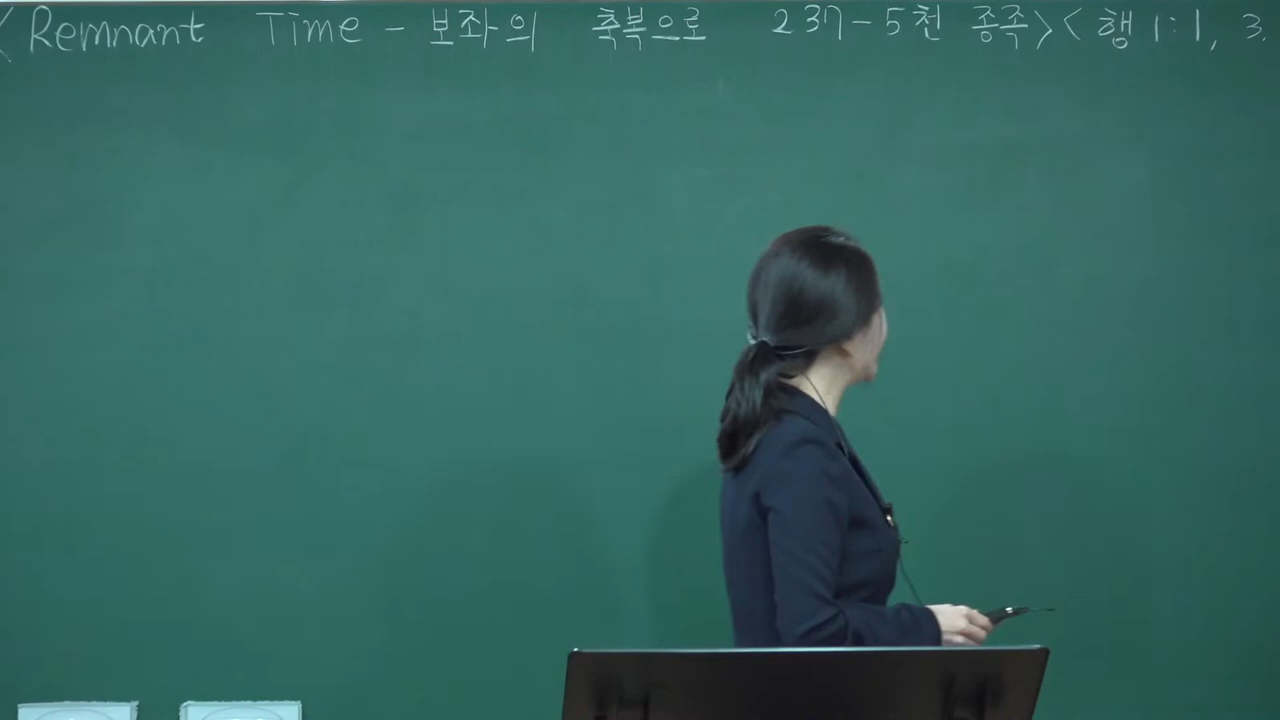 <Remnant Time - 보좌의 축복으로 237-5천 종족><행 1:1, 3.